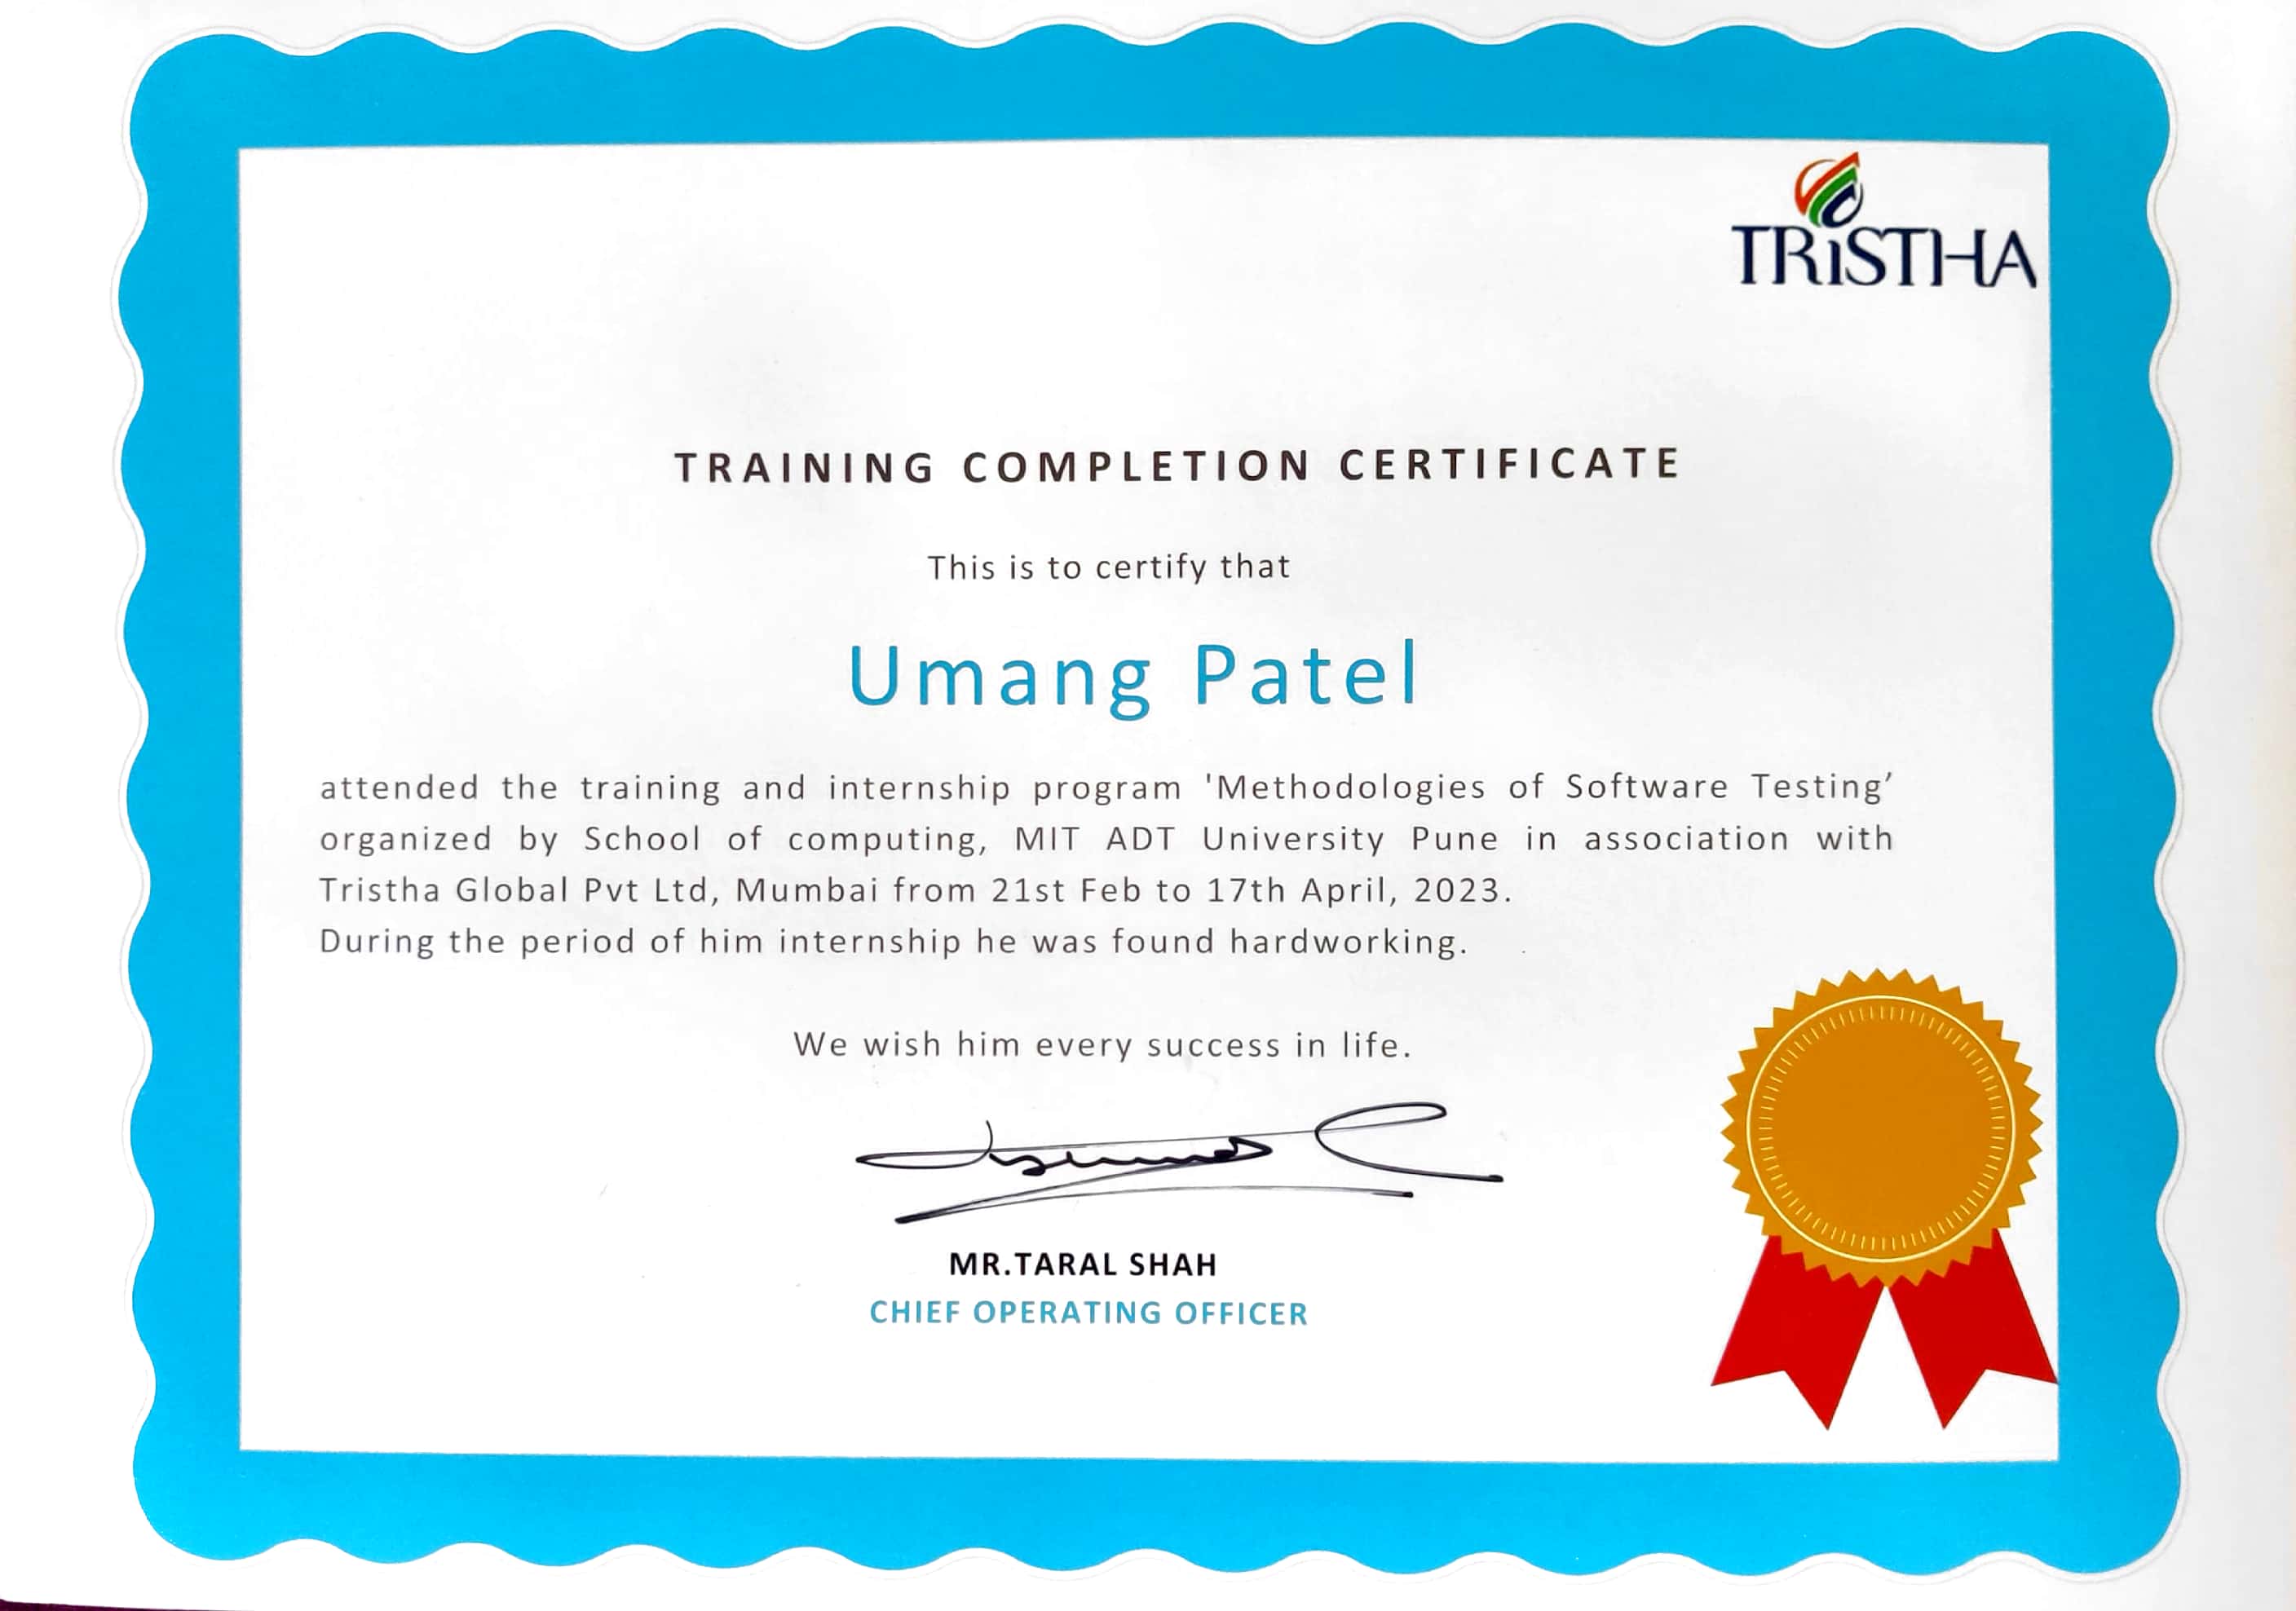 TRiSTHA
TRAINING COMPLETION CERTIFICATE
This is to certify that
Umang Patel
attended the training and internship program 'Methodologies of Software Testing’
organized by School of computing, MIT ADT University Pune in association with
Tristha Global Pvt Ltd, Mumbai from 21st Feb to 17th April, 2023.
During the period of him internship he was found hardworking.
We wish him every success in life.
MR.TARAL SHAH
CHIEF OPERATING OFFICER